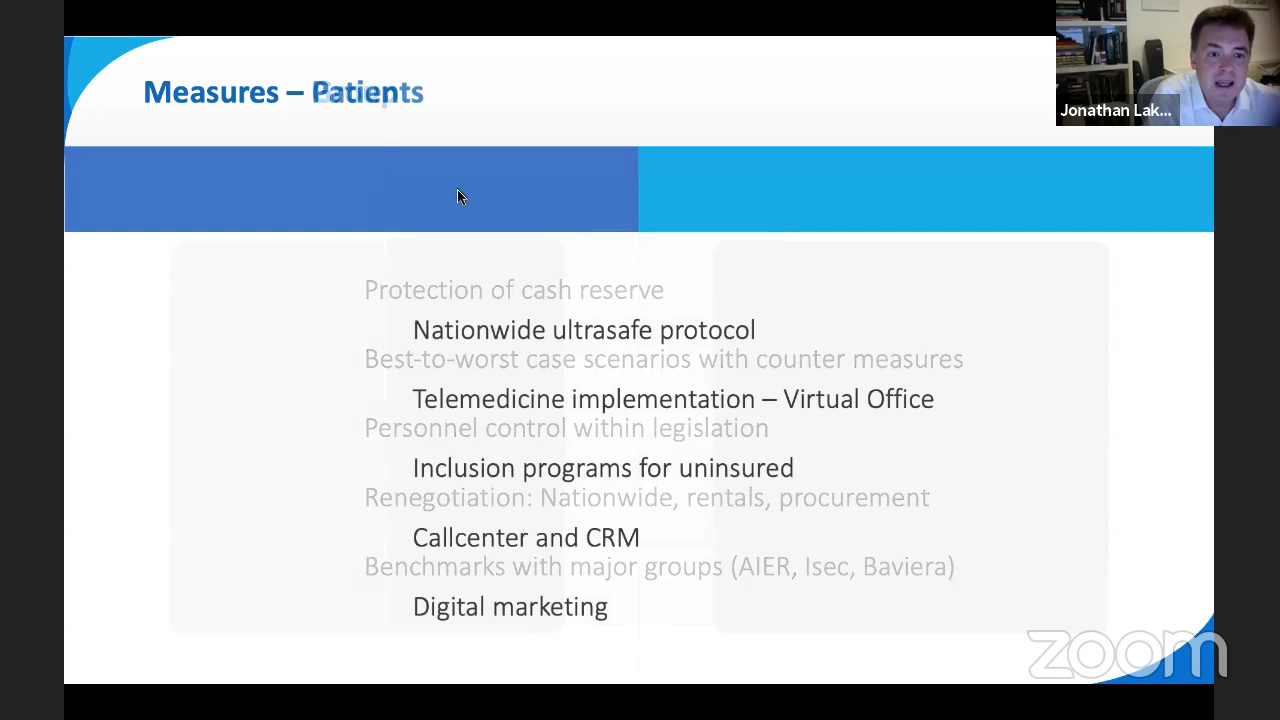 Measures – Patients
Jonathan Lak...
Protection of cash reserve
Nationwide ultrasafe protocol
Best-to-worst case scenarios with counter measures
Telemedicine implementation – Virtual Office
Personnel control within legislation
Inclusion programs for uninsured
Renegotiation: Nationwide, rentals, procurement
Callcenter and CRM
Benchmarks with major groups (AIER, Isec, Baviera)
Digital marketing
zoom